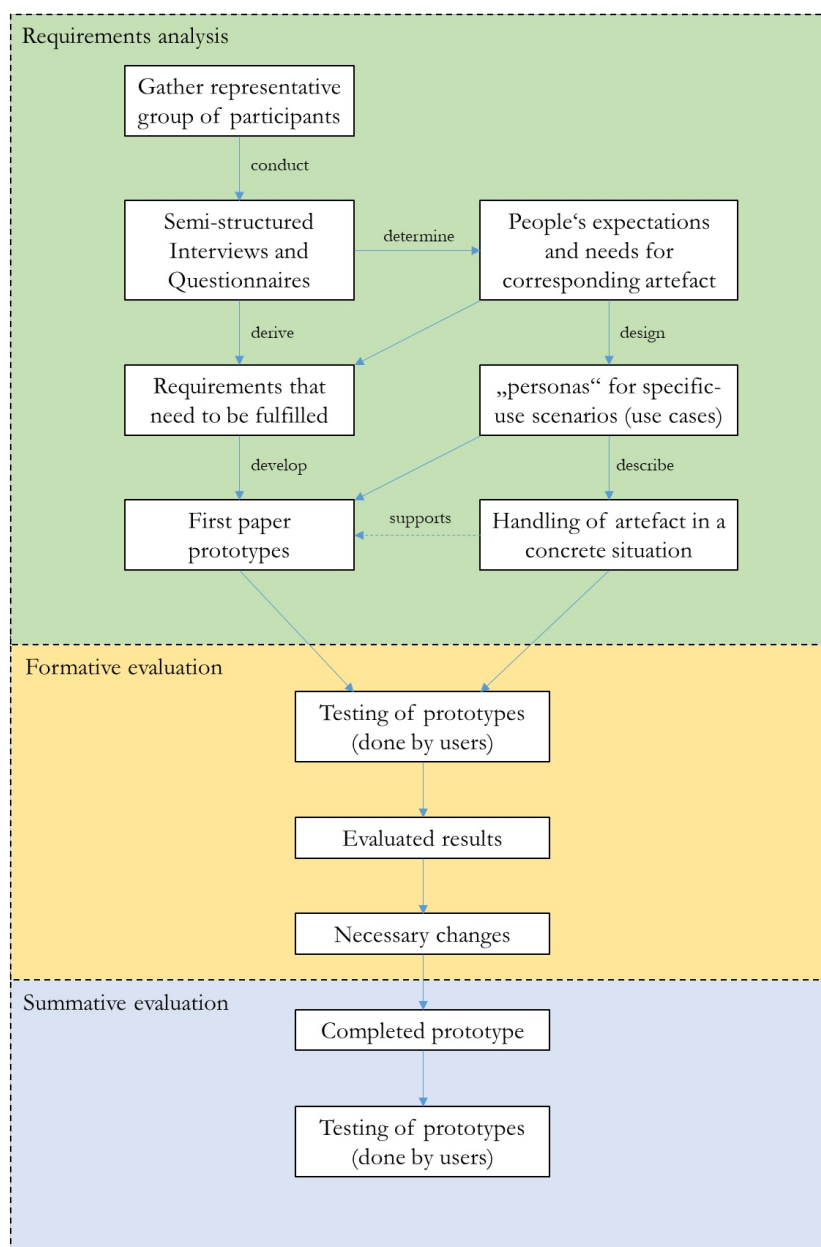 Requirements analysis
Gather representative
group of participants
conduct
Semi-structured
Interviews and
Questionnaires
determine
People‘s expectations
and needs for
corresponding artefact
derive
design
Requirements that
need to be fulfilled
„personas“ for specific-
use scenarios (use cases)
develop
describe
First paper
prototypes
supports
Handling of artefact in a
concrete situation
Formative evaluation
Testing of prototypes
(done by users)
Evaluated results
Necessary changes
Summative evaluation
Completed prototype
Testing of prototypes
(done by users)